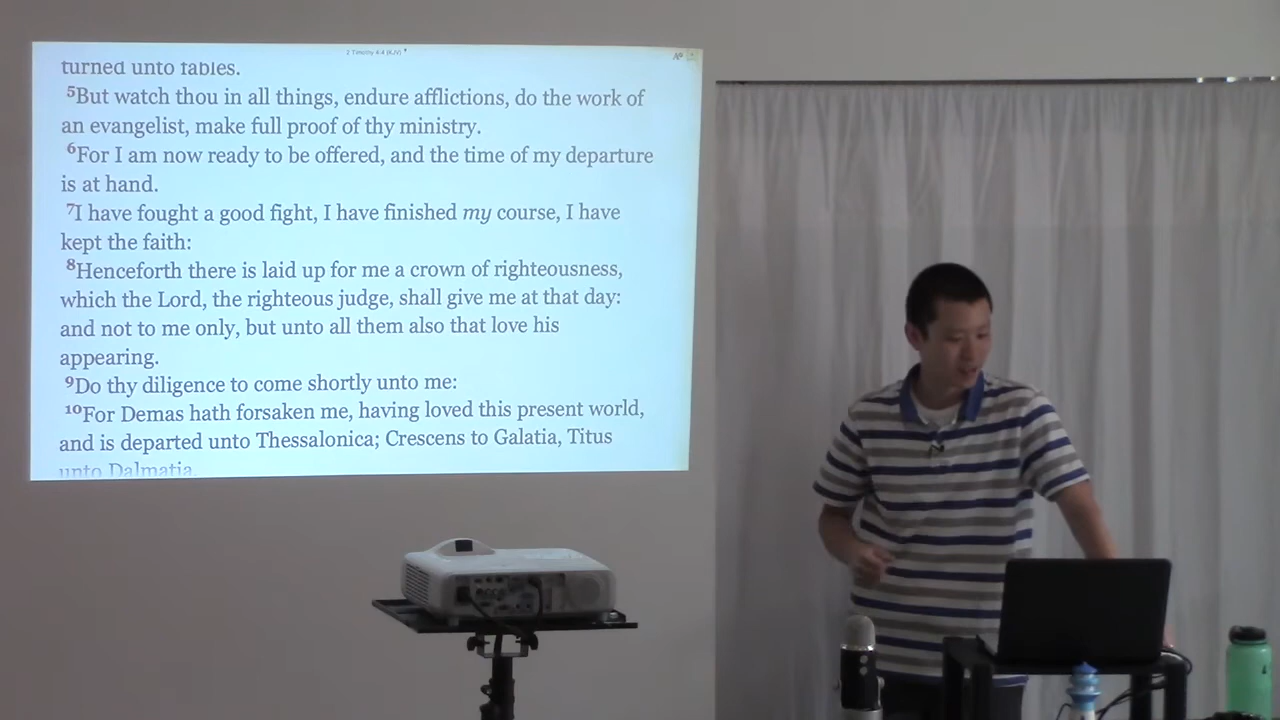 2 Timothy 4:4 (KJV)
turned unto fables.
5But watch thou in all things, endure afflictions, do the work of
an evangelist, make full proof of thy ministry.
6For I am now ready to be offered, and the time of my departure
is at hand.
7I have fought a good fight, I have finished my course, I have
kept the faith:
8Henceforth there is laid up for me a crown of righteousness,
which the Lord, the righteous judge, shall give me at that day:
and not to me only, but unto all them also that love his
appearing.
9Do thy diligence to come shortly unto me:
10For Demas hath forsaken me, having loved this present world,
and is departed unto Thessalonica; Crescens to Galatia, Titus
unto Dalmatia.